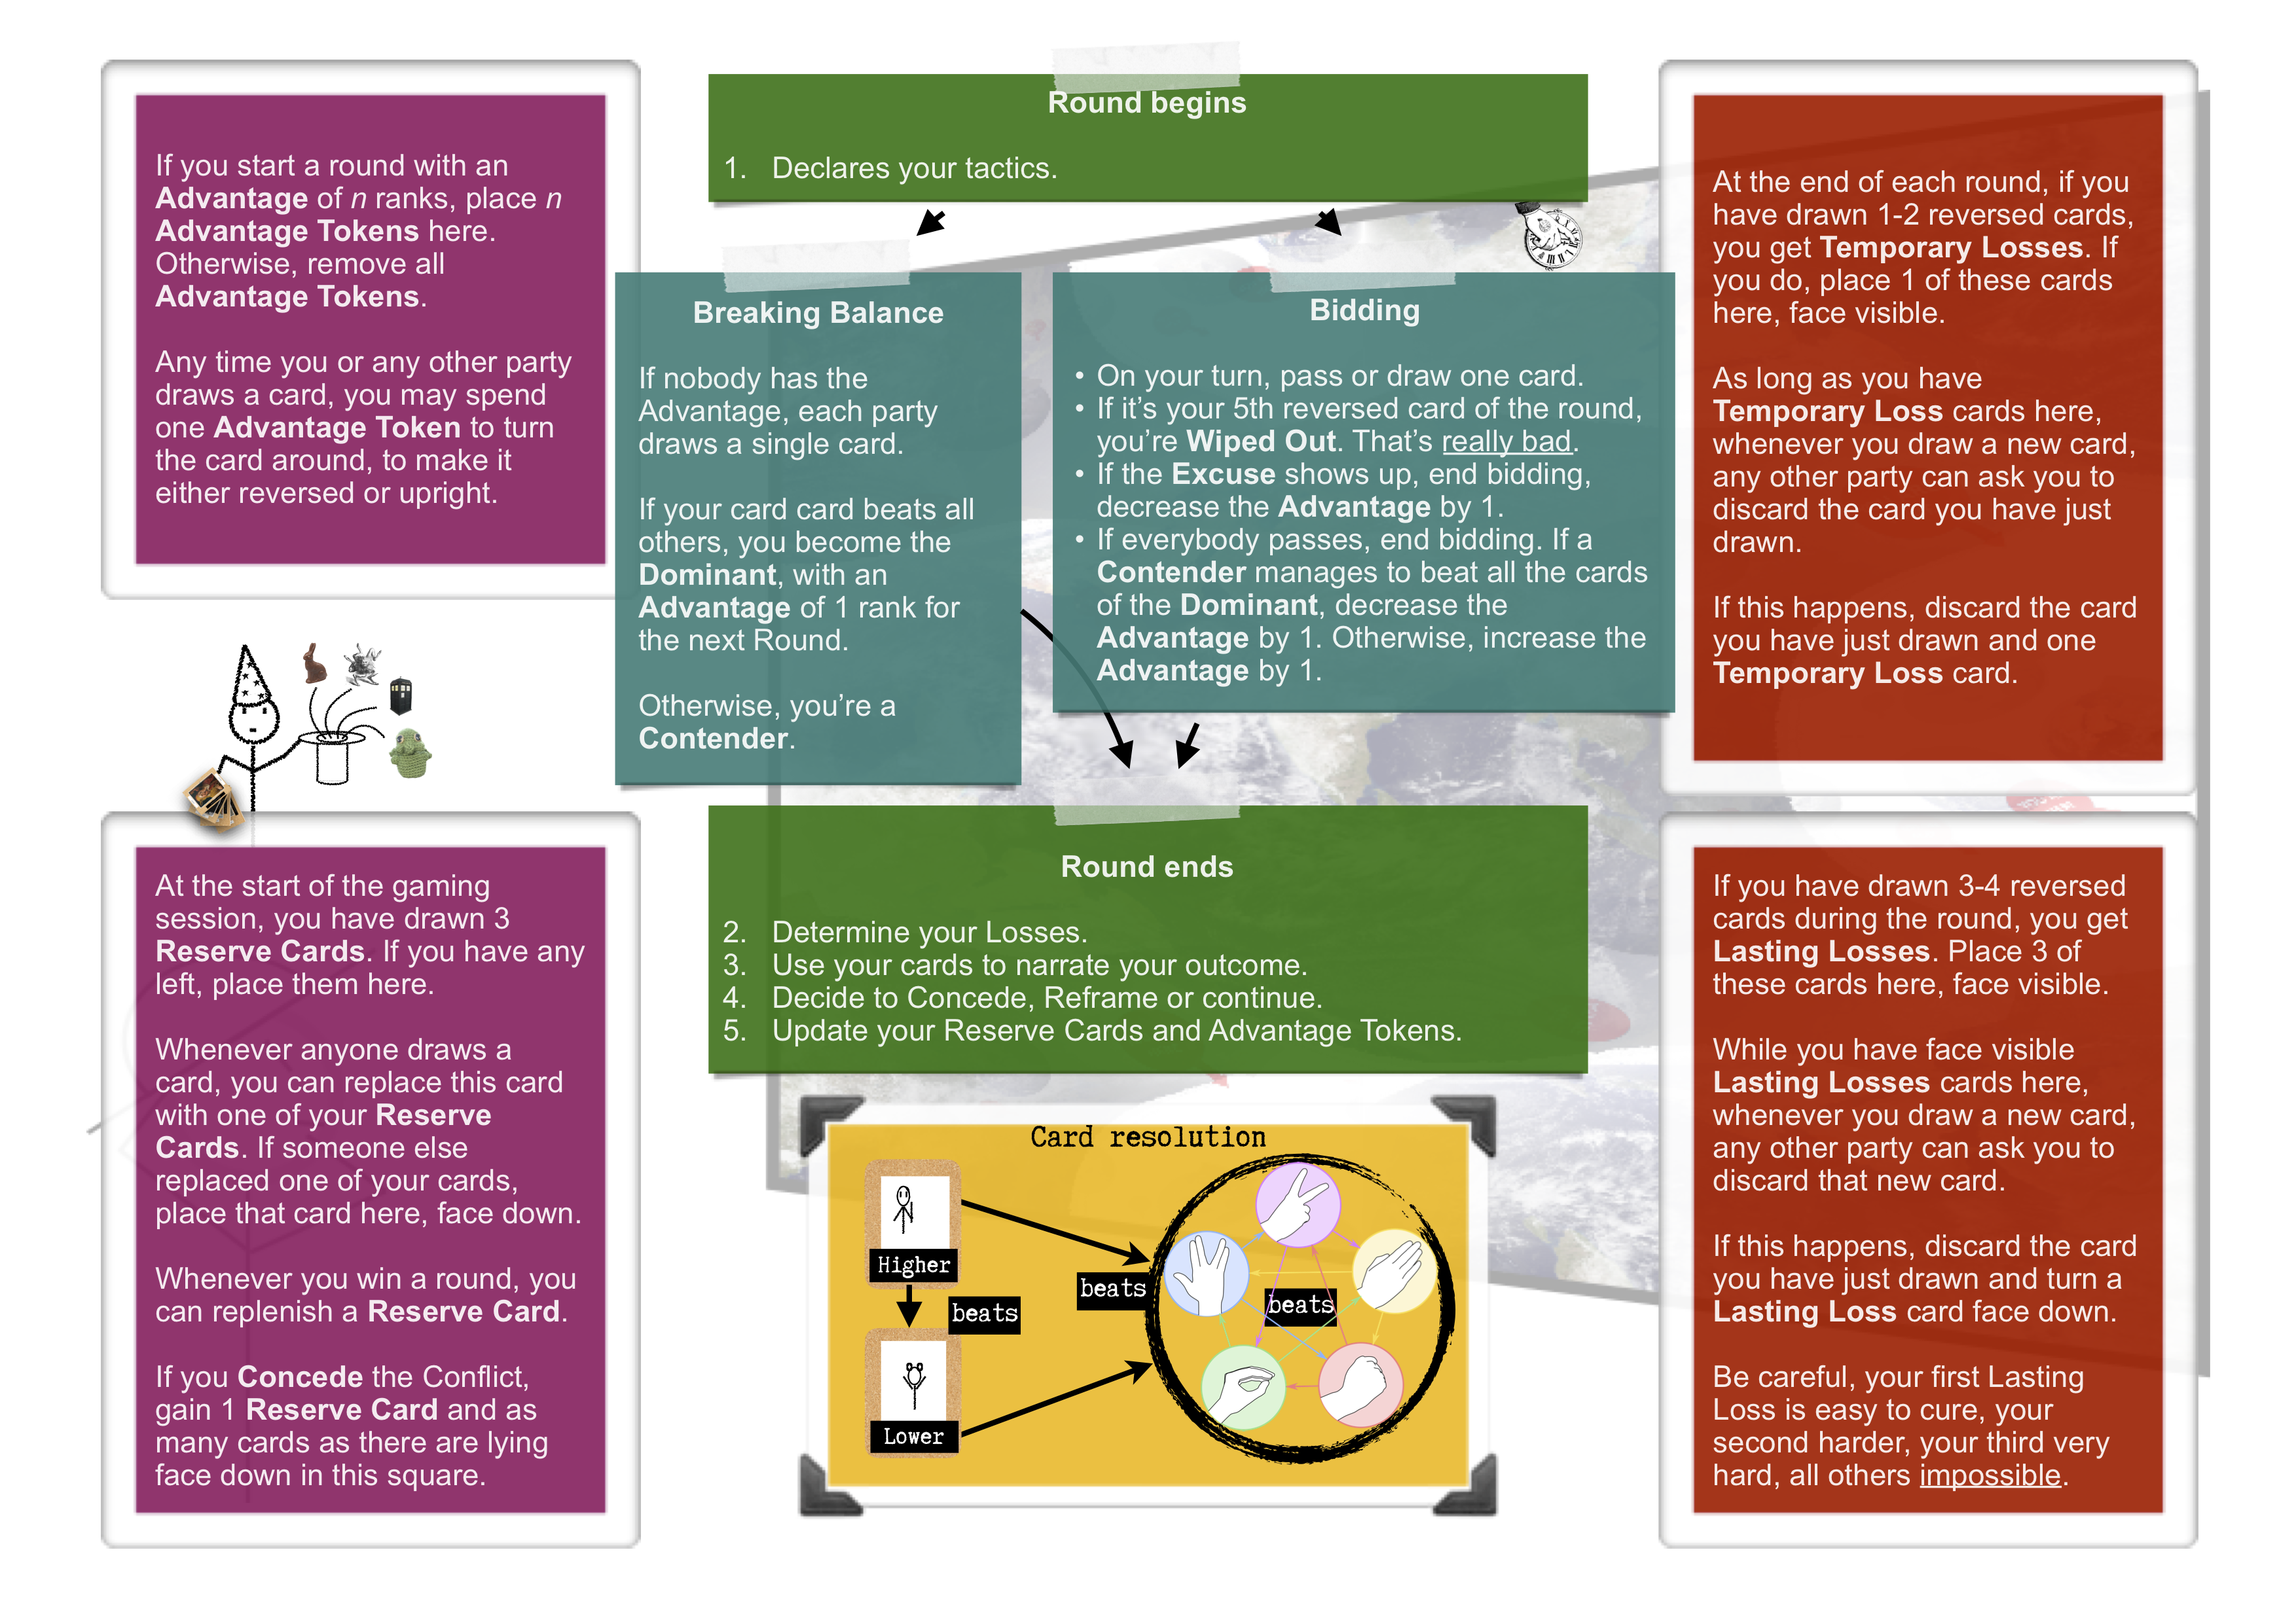 If you start a round with an
Advantage of n ranks, place n
Advantage Tokens here.
Otherwise, remove all
Advantage Tokens.
Any time you or any other party
draws a card, you may spend
one Advantage Token to turn
the card around, to make it
either reversed or upright.
At the start of the gaming
session, you have drawn 3
Reserve Cards. If you have any
left, place them here.
Whenever anyone draws a
card, you can replace this card
with one of your Reserve
Cards. If someone else
replaced one of your cards,
place that card here, face down.
Whenever you win a round, you
can replenish a Reserve Card.
If you Concede the Conflict,
gain 1 Reserve Card and as
many cards as there are lying
face down in this square.
Round begins
1. Declares your tactics.
Breaking Balance
If nobody has the
Advantage, each party
draws a single card.
If your card card beats all
others, you become the
Dominant, with an
Advantage of 1 rank for
the next Round.
Otherwise, you're a
Contender.
Bidding
• On your turn, pass or draw one card.
• If it's your 5th reversed card of the round,
you're Wiped Out. That's really bad.
• If the Excuse shows up, end bidding,
decrease the Advantage by 1.
• If everybody passes, end bidding. If a
Contender manages to beat all the cards
of the Dominant, decrease the
Advantage by 1. Otherwise, increase the
Advantage by 1.
Round ends
2. Determine your Losses.
3. Use your cards to narrate your outcome.
4. Decide to Concede, Reframe or continue.
5. Update your Reserve Cards and Advantage Tokens.
Card resolution
Higher
beats
Lower
beats
beats
At the end of each round, if you
have drawn 1-2 reversed cards,
you get Temporary Losses. If
you do, place 1 of these cards
here, face visible.
As long as you have
Temporary Loss cards here,
whenever you draw a new card,
any other party can ask you to
discard the card you have just
drawn.
If this happens, discard the card
you have just drawn and one
Temporary Loss card.
If you have drawn 3-4 reversed
cards during the round, you get
Lasting Losses. Place 3 of
these cards here, face visible.
While you have face visible
Lasting Losses cards here,
whenever you draw a new card,
any other party can ask you to
discard that new card.
If this happens, discard the card
you have just drawn and turn a
Lasting Loss card face down.
Be careful, your first Lasting
Loss is easy to cure, your
second harder, your third very
hard, all others impossible.